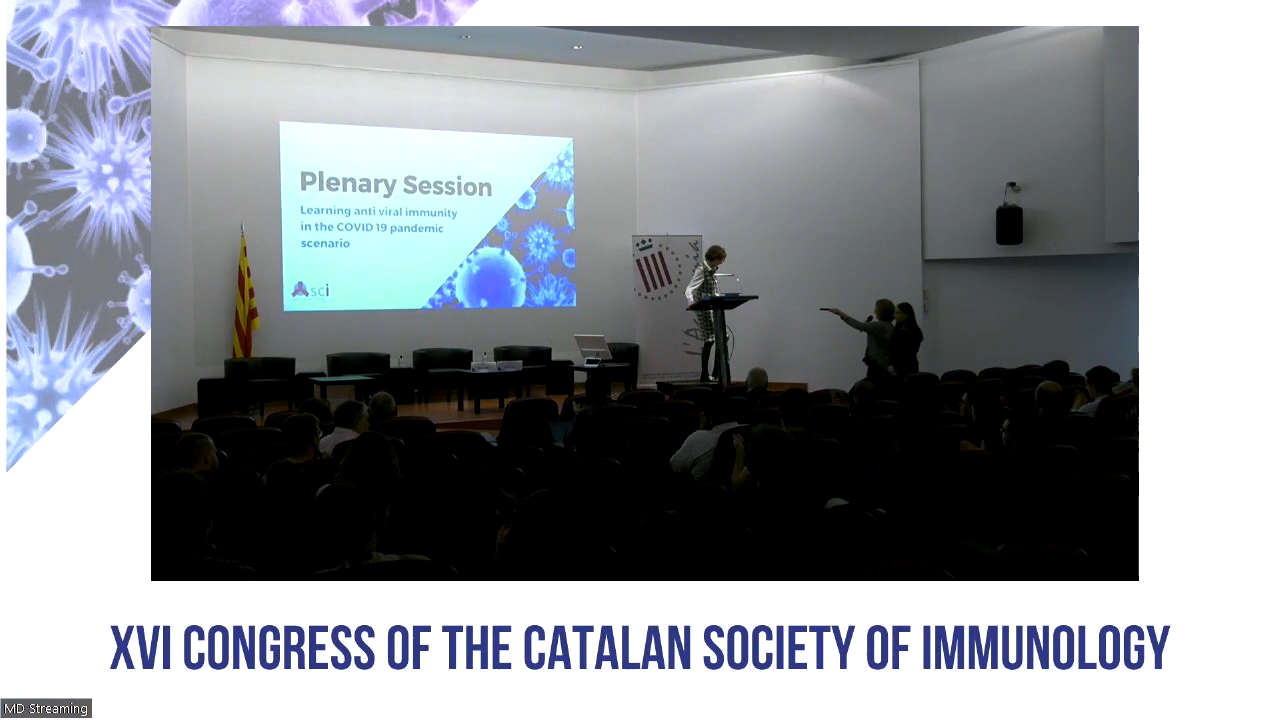 Plenary Session
Learning anti viral immunity
in the COVID 19 pandemic
scenario
sci
XVI CONGRESS OF THE CATALAN SOCIETY OF IMMUNOLOGY
MD Streaming